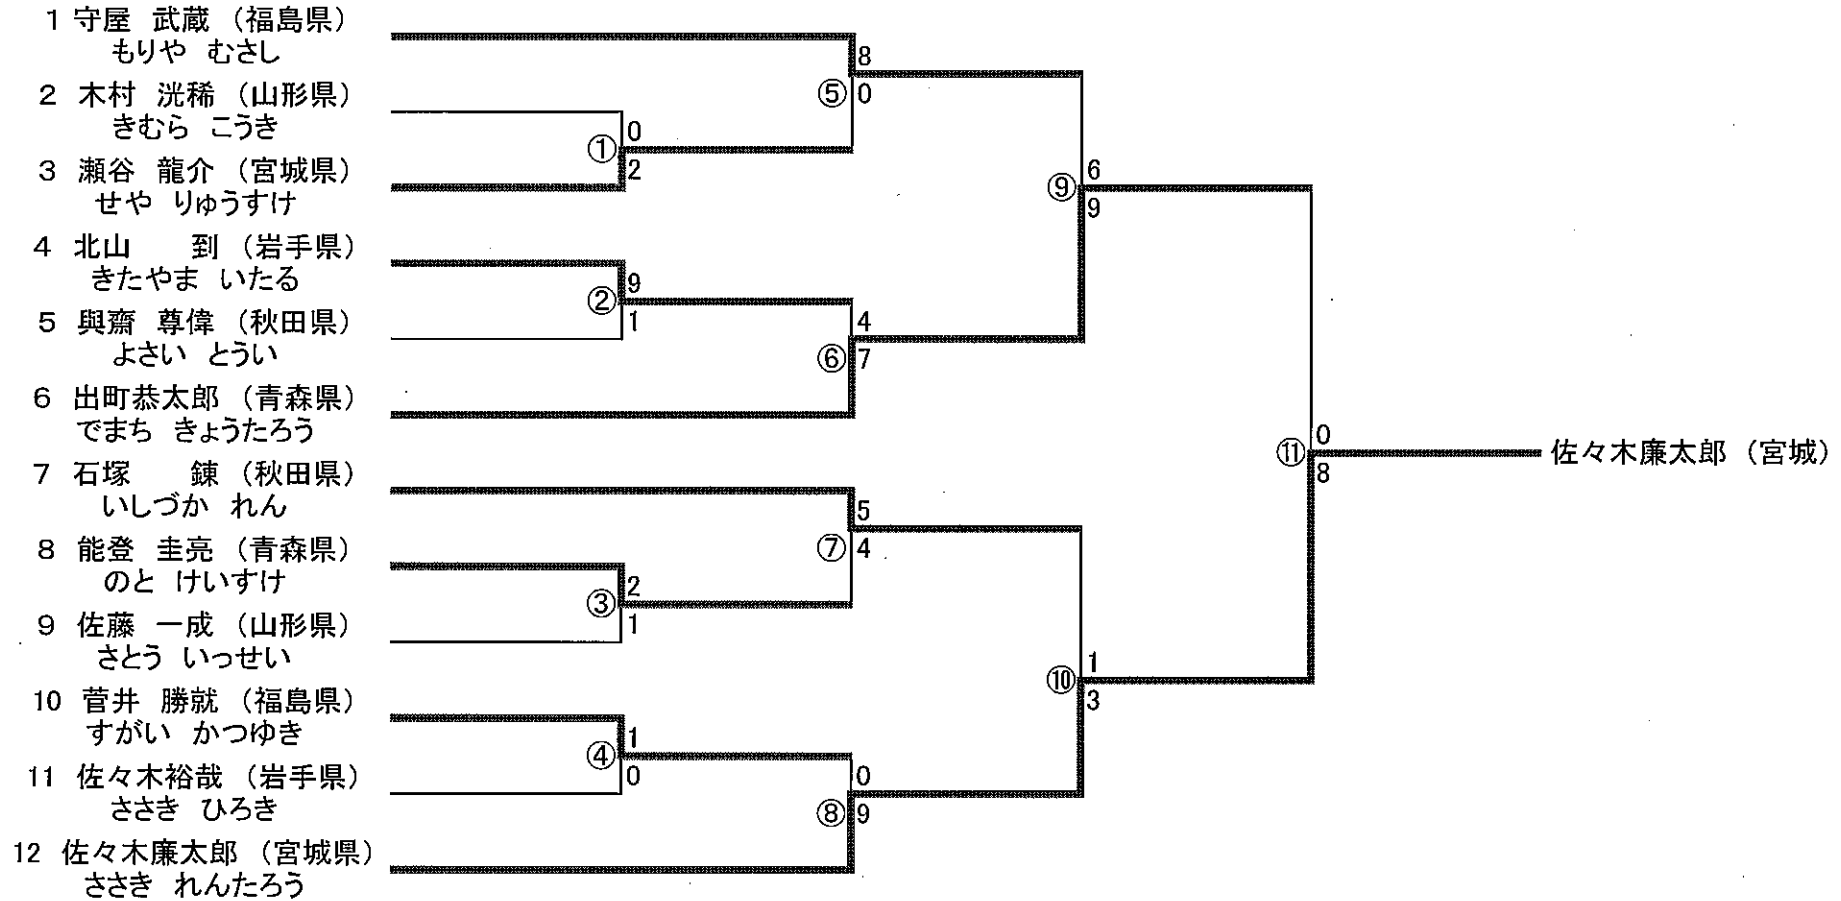 1 守屋 武蔵 （福島県）
もりや むさし
2 木村 洸稀 （山形県）
きむら こうき
3 瀬谷 龍介 （宮城県）
せや りゅうすけ
4 北山 到 （岩手県）
きたやま いたる
5 與齋 尊偉 （秋田県）
よさい とうい
6 出町恭太郎 （青森県）
でまち きょうたろう
7 石塚 錬 （秋田県）
いしづか れん
8 能登 圭亮 （青森県）
のと けいすけ
9 佐藤 一成 （山形県）
さとう いっせい
10 菅井 勝就 （福島県）
すがい かつゆき
11 佐々木裕哉 （岩手県）
ささき ひろき
12 佐々木廉太郎 （宮城県）
ささき れんたろう
0
①
2
9
②
1
2
③
1
1
④
0
8
⑤
0
4
⑥
7
5
⑦
4
0
⑧
9
6
⑨
9
1
⑩
3
0
⑪
8
佐々木廉太郎 （宮城）